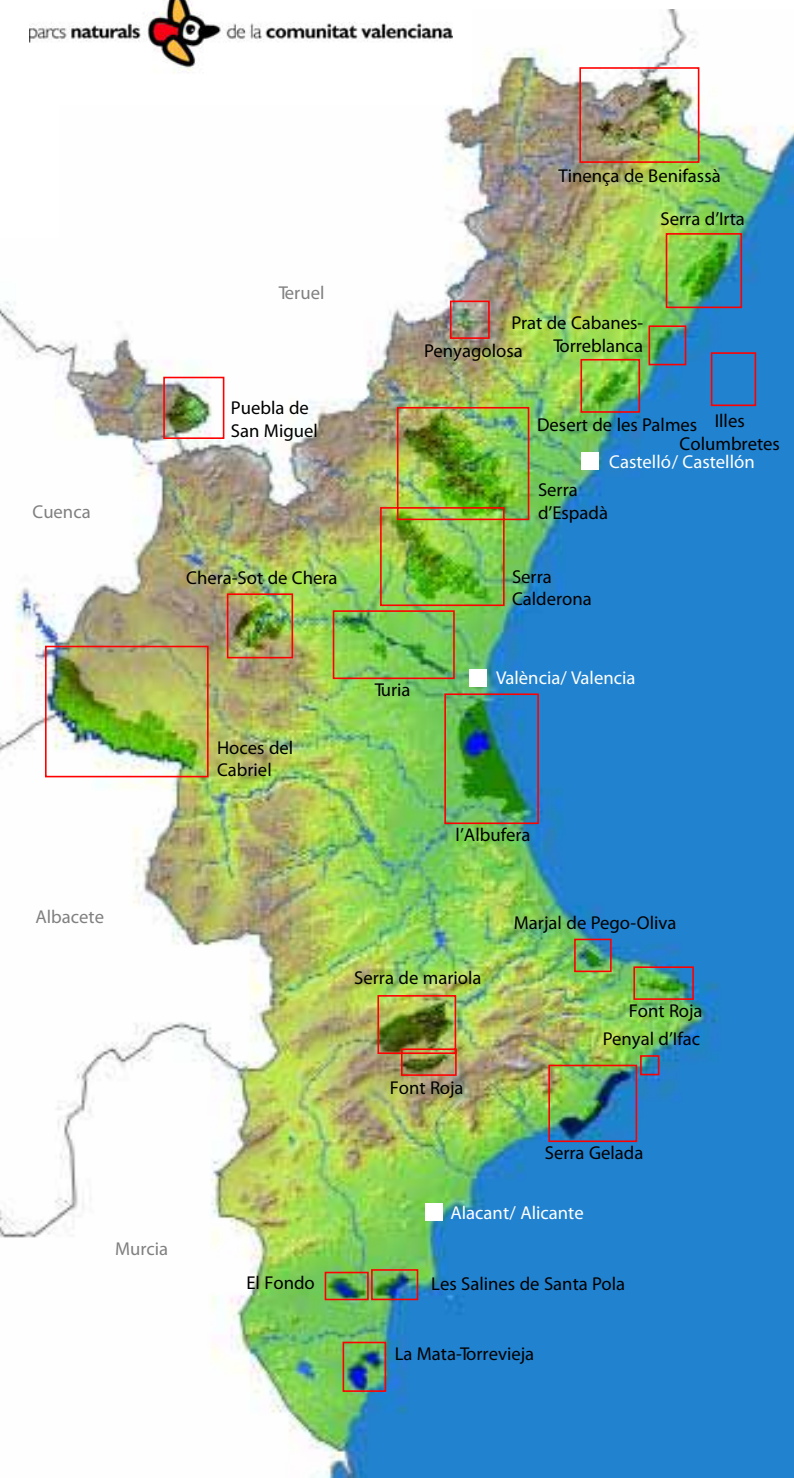 parcs naturals de la comunitat valenciana
Tinença de Benifassà
Serra d'Irta
Teruel
Prat de Cabanes-
Torreblanca
Penyagolosa
Puebla de
San Miguel
Desert de les Palmes
Illes
Columbretes
Castelló/ Castellón
Serra
d'Espadà
Cuenca
Chera-Sot de Chera
Serra
Calderona
València/ Valencia
Turia
Hoces del
Cabriel
l'Albufera
Albacete
Marjal de Pego-Oliva
Serra de mariola
Font Roja
Penyal d'Ifac
Font Roja
Serra Gelada
Alacant/ Alicante
Murcia
El Fondo
Les Salines de Santa Pola
La Mata-Torrevieja